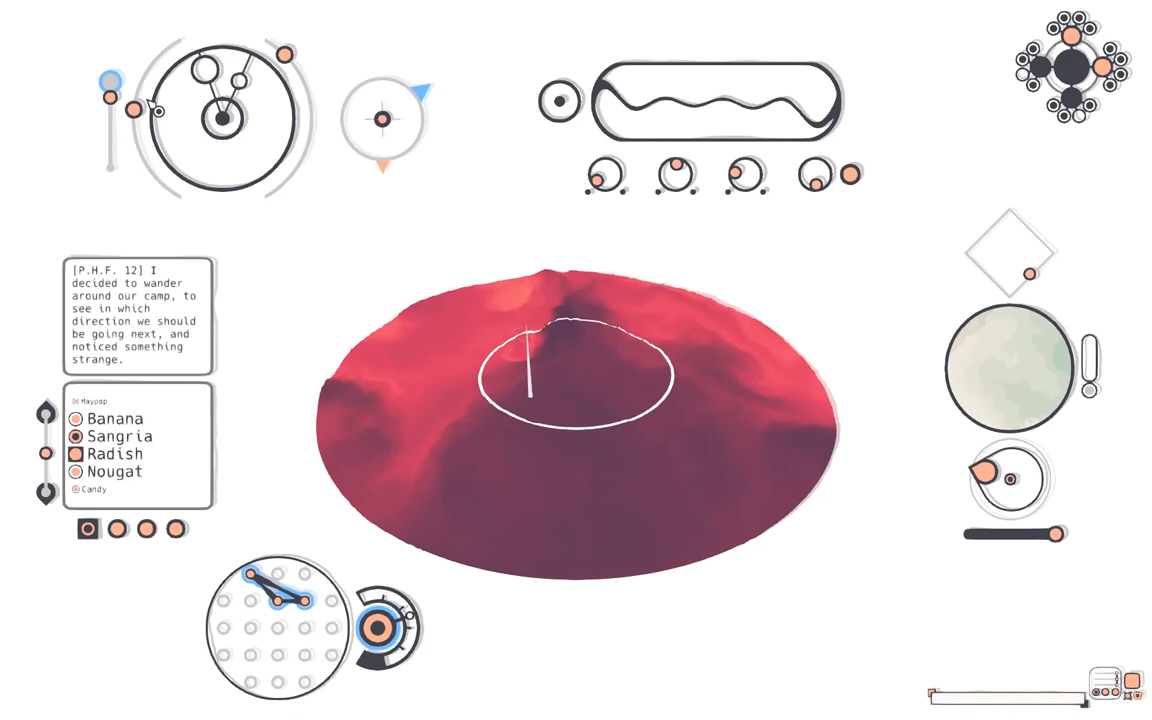 [P.H.F. 12] I
decided to wander
around our camp, to
see in which
direction we should
be going next, and
noticed something
strange.
Maypop
Banana
Sangria
Radish
Nougat
Candy